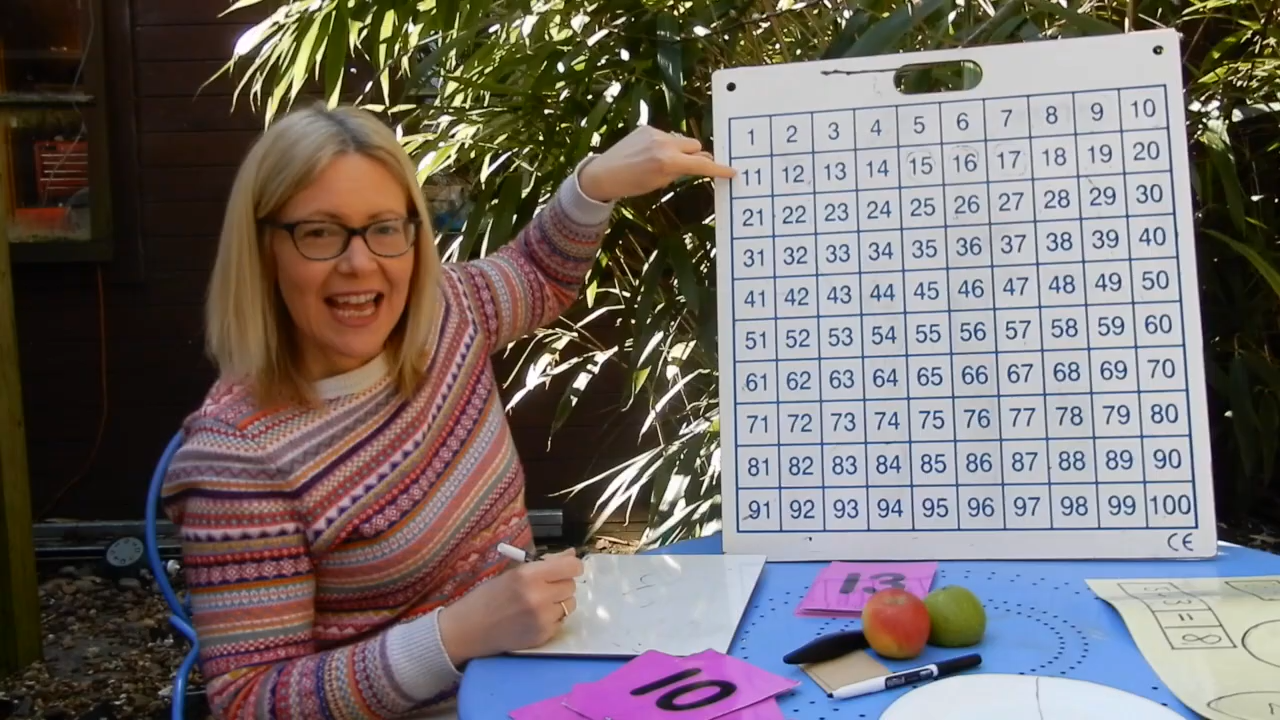 1 2 3 4 5 6 7 8 9 10
11 12 13 14 15 16 17 18 19 20
21 22 23 24 25 26 27 28 29 30
31 32 33 34 35 36 37 38 39 40
41 42 43 44 45 46 47 48 49 50
51 52 53 54 55 56 57 58 59 60
61 62 63 64 65 66 67 68 69 70
71 72 73 74 75 76 77 78 79 80
81 82 83 84 85 86 87 88 89 90
91 92 93 94 95 96 97 98 99 100
CE
13
10
5+3=8